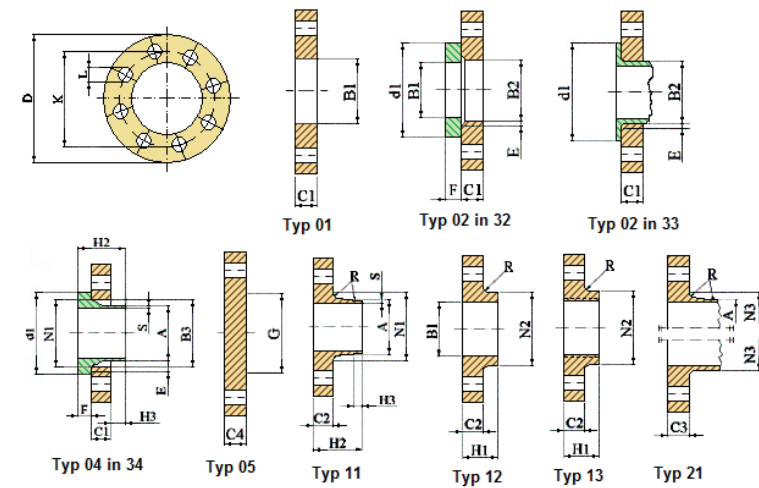 D K L
B1
C1
Typ 01
d1 B1 B2
E
F C1
Typ 02 in 32
d1 B2
E
C1
Typ 02 in 33
H2
d1 N1 S A B3
E
F
H3
C1
Typ 04 in 34
G
C4
Typ 05
S
R
A N1
C2 H3
H2
Typ 11
R
B1 N2
C2
H1
Typ 12
R
N2
C2
H1
Typ 13
A N3
N3
C3
Typ 21